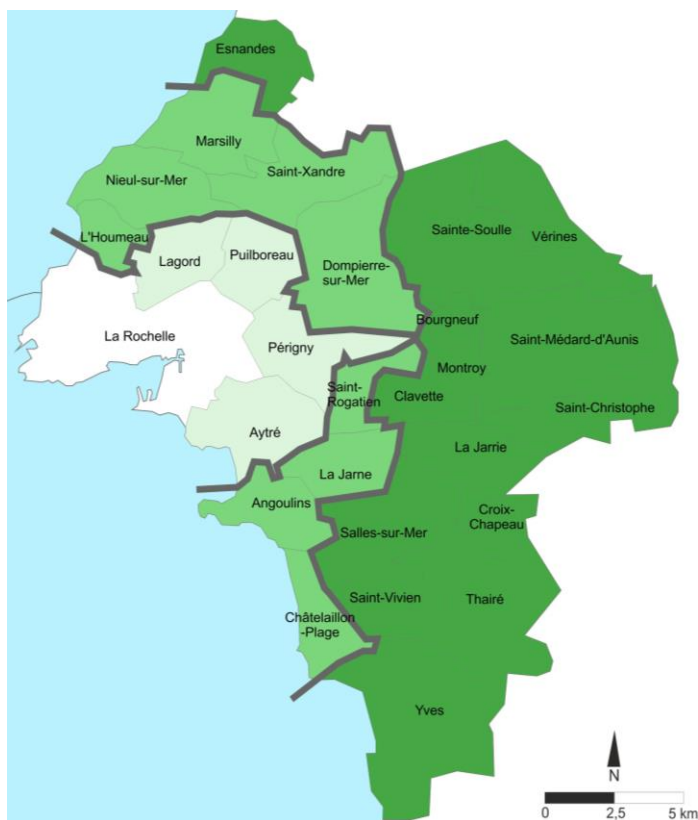 Esnandes
Marsilly
Saint-Xandre
Nieul-sur-Mer
L'Houmeau
Lagord
Puilboreau
Dompierre-
sur-Mer
Sainte-Soulle
Vérines
Bourgneuf
La Rochelle
Périgny
Saint-Médard-d'Aunis
Montroy
Saint-
Rogatien
Clavette
Saint-Christophe
Aytré
La Jarrie
La Jarne
Angoulins
Croix-
Chapeau
Salles-sur-Mer
Saint-Vivien
Thairé
Châtelaillon
-Plage
Yves
N
0 2,5 5 km